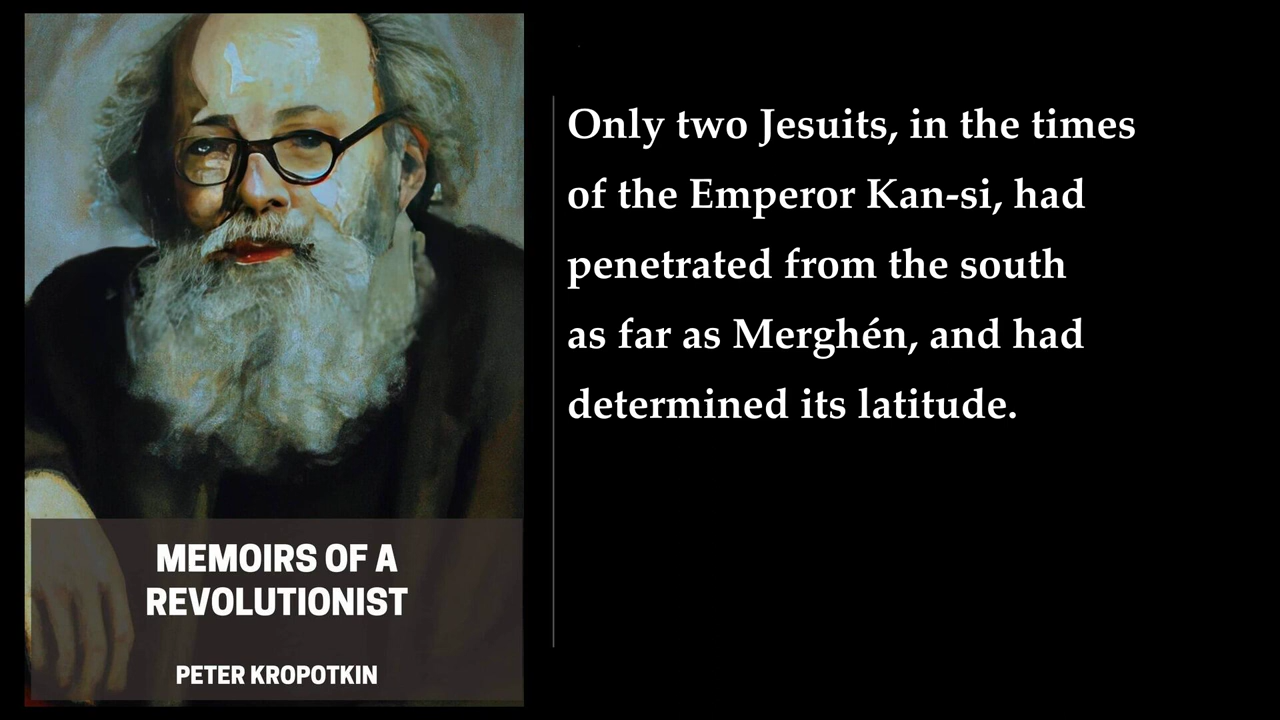 Only two Jesuits, in the times
of the Emperor Kan-si, had
penetrated from the south
as far as Merghén, and had
determined its latitude.
MEMOIRS OF A
REVOLUTIONIST
PETER KROPOTKIN